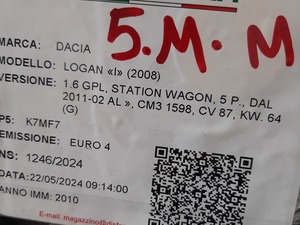 5.M.M
MARCA: DACIA
MODELLO: LOGAN «I» (2008)
VERSIONE: 1.6 GPL, STATION WAGON, 5 P., DAL
2011-02 AL », CM3 1598, CV 87, KW. 64
(G)
P5: K7MF7
EMISSIONE: EURO 4
NS: 1246/2024
DATA: 22/05/2024 09:14:00
ANNO IMM: 2010
E-mail: